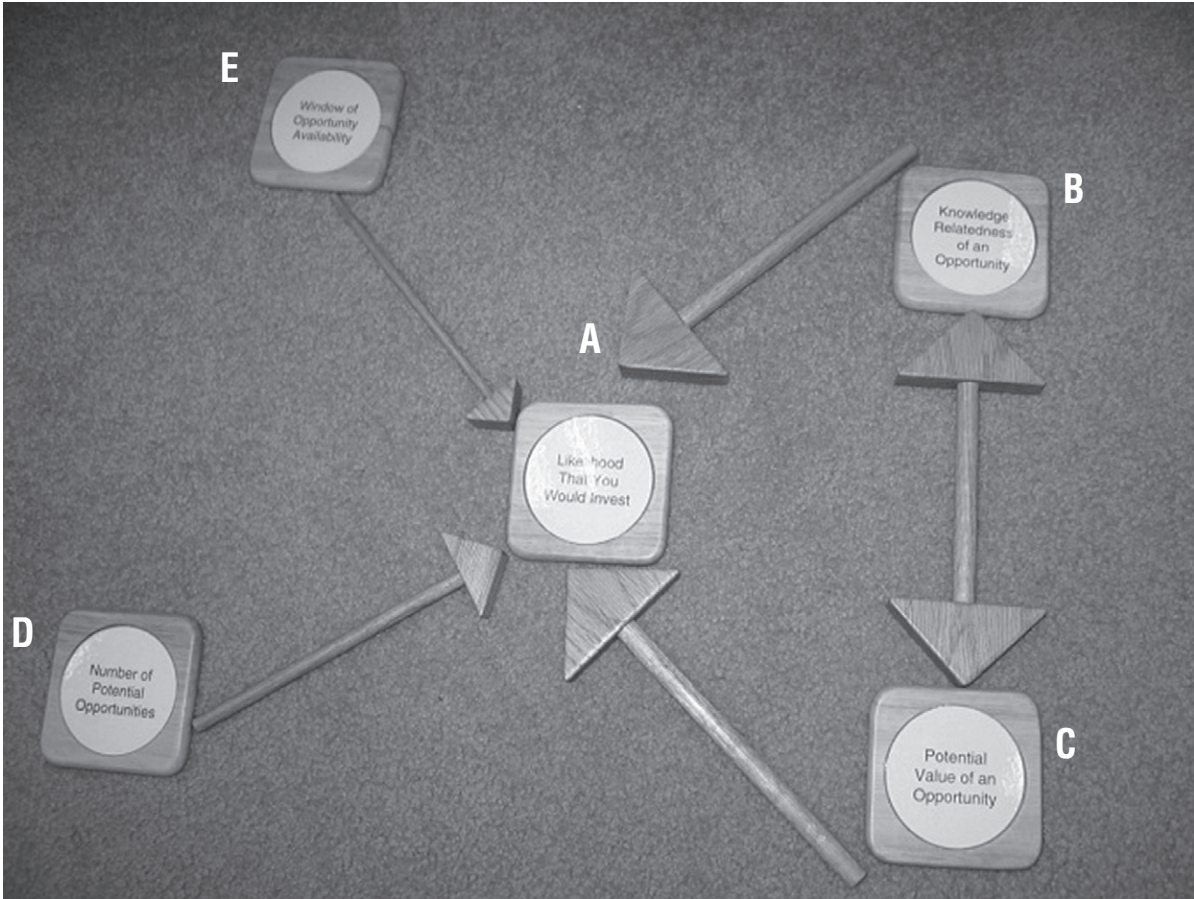 E
Window of
Opportunity
Availability
B
Knowledge
Relatedness
of an
Opportunity
A
Likelihood
That You
Would Invest
D
Number of
Potential
Opportunities
C
Potential
Value of an
Opportunity